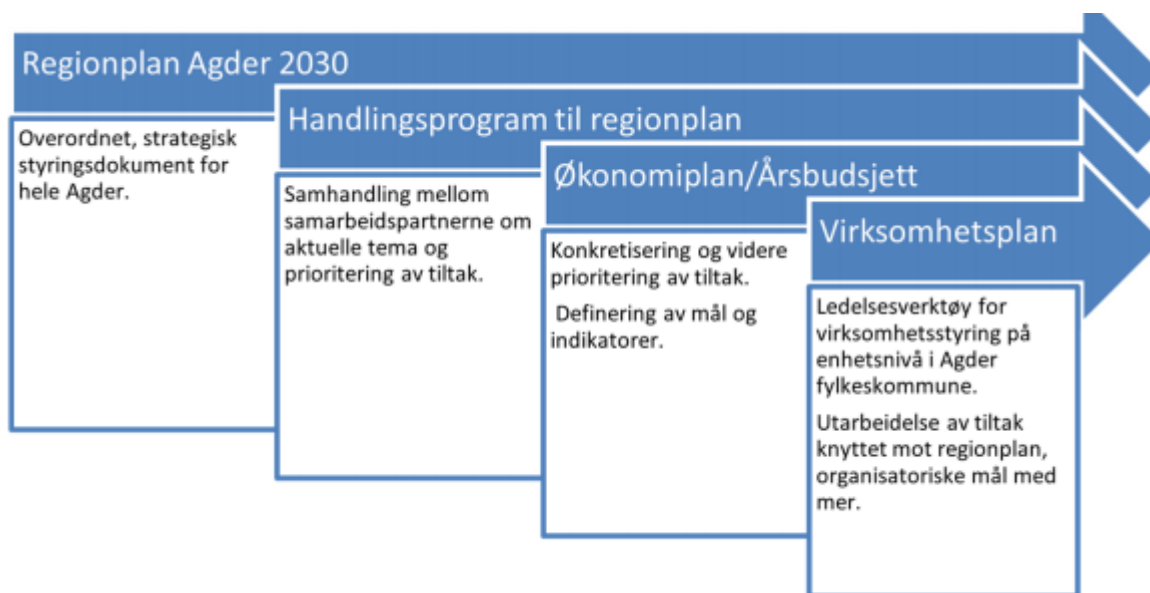 Regionplan Agder 2030
Overordnet, strategisk
styringsdokument for
hele Agder.
Handlingsprogram til regionplan
Samhandling mellom
samarbeidspartnerne om
aktuelle tema og
prioritering av tiltak.
Økonomiplan/Årsbudsjett
Konkretisering og videre
prioritering av tiltak.
Definering av mål og
indikatorer.
Virksomhetsplan
Ledelsesverktøy for
virksomhetsstyring på
enhetsnivå i Agder
fylkeskommune.
Utarbeidelse av tiltak
knyttet mot regionplan,
organisatoriske mål med
mer.